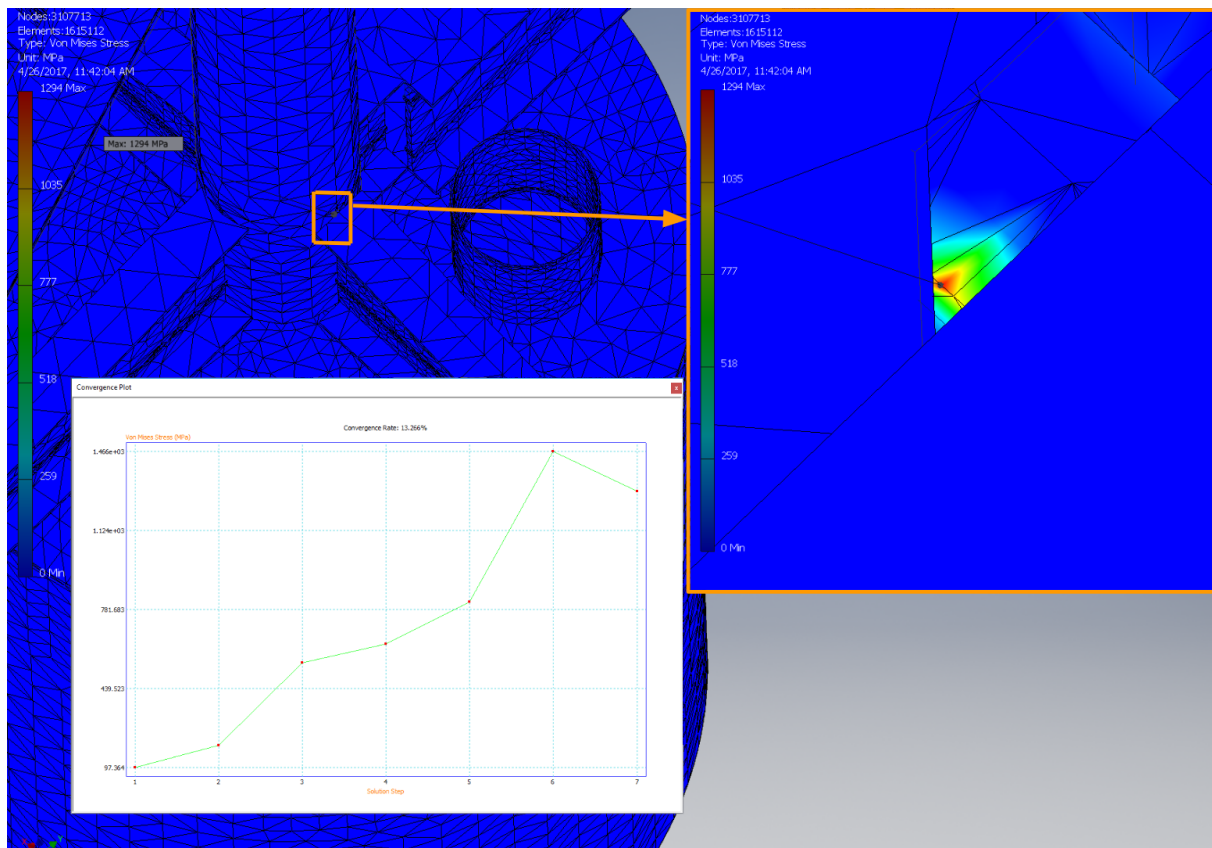 Nodes:3107713
Elements:1615112
Type: Von Mises Stress
Unit: MPa
4/26/2017, 11:42:04 AM
1294 Max
1035
777
518
259
0 Min
Max: 1294 MPa
X
Y
Nodes:3107713
Elements:1615112
Type: Von Mises Stress
Unit: MPa
4/26/2017, 11:42:04 AM
1294 Max
1035
777
518
259
0 Min
Convergence Plot
x
Convergence Rate: 13.266%
Von Mises Stress (MPa)
1.466e+03
1.124e+03
781.683
439.523
97.364
1 2 3 4 5 6 7
Solution Step